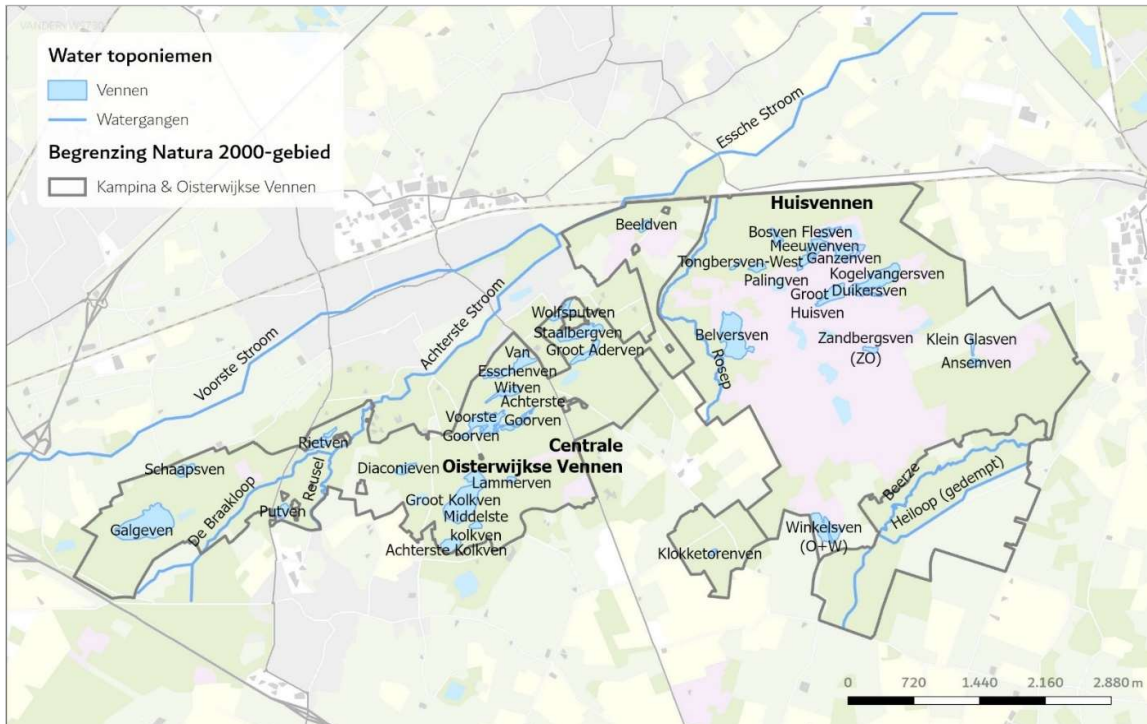 VANDERKWST90
Water toponiemen
Vennen
Watergangen
Begrenzing Natura 2000-gebied
Kampina & Oisterwijkse Vennen
Essche Stroom
Huisvennen
Beeldven
Bosven Flesven
Meeuwenven
Tongbersven-West
Ganzenven
Kogelvangersven
Palingven
Groot
Duikersven
Huisven
Achterste Stroom
Wolfsputven
Staalbergven
Groot Aderven
Belversven
Rosep
Zandbergsven
(ZO)
Klein Glasven
Ansemven
Voorste Stroom
Van
Esschenven
Witven
Achterste
Goorven
Voorste
Goorven
Centrale
Oisterwijkse Vennen
Rietven
Schaapsven
Diaconieven
Lammerven
Reusel
De Braakloop
Putven
Galgeven
Groot Kolkven
Middelste
kolkven
Achterste Kolkven
Beerze
Heiloop (gedempt)
Winkelsven
(O+W)
Klokketorenven
0 720 1.440 2.160 2.880 m